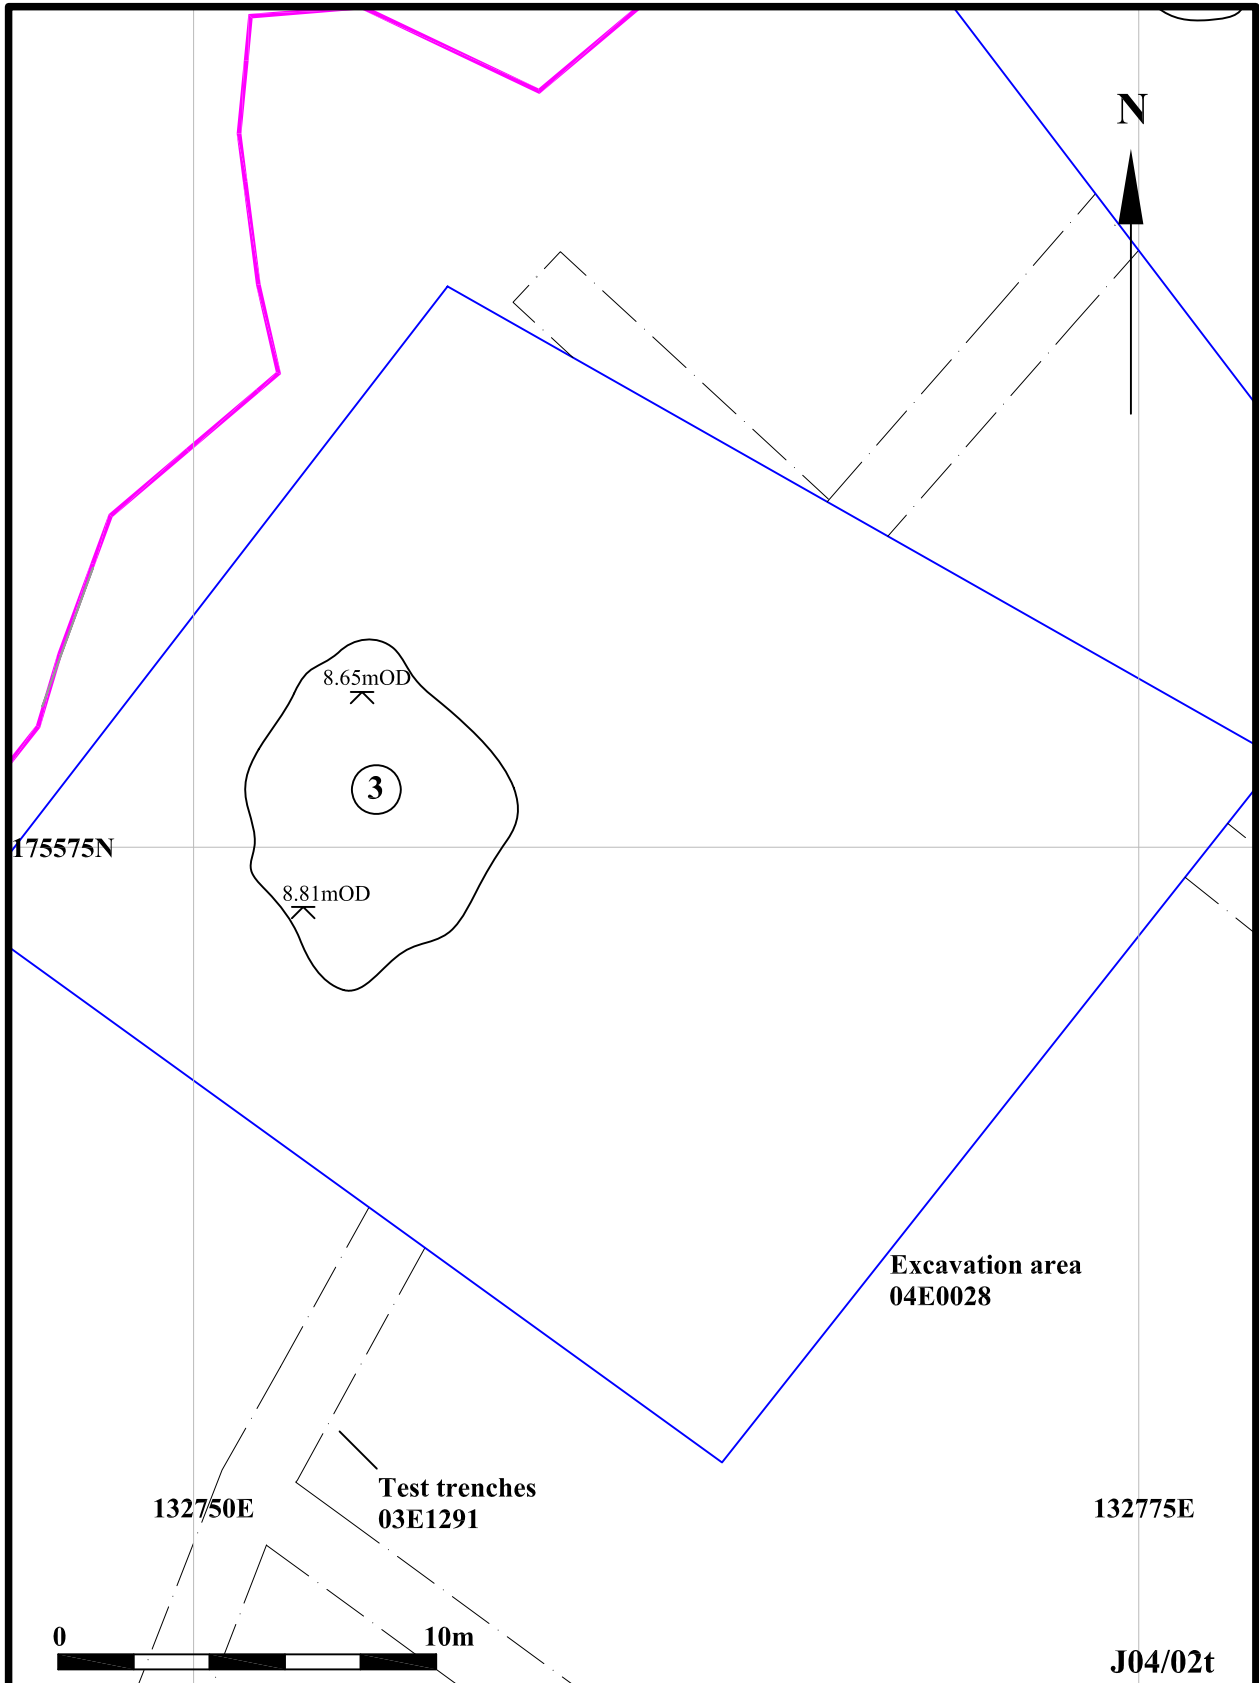 N
8.65mOD
3
175575N
8.81mOD
Excavation area
04E0028
Test trenches
03E1291
132750E
132775E
0 10m
J04/02t